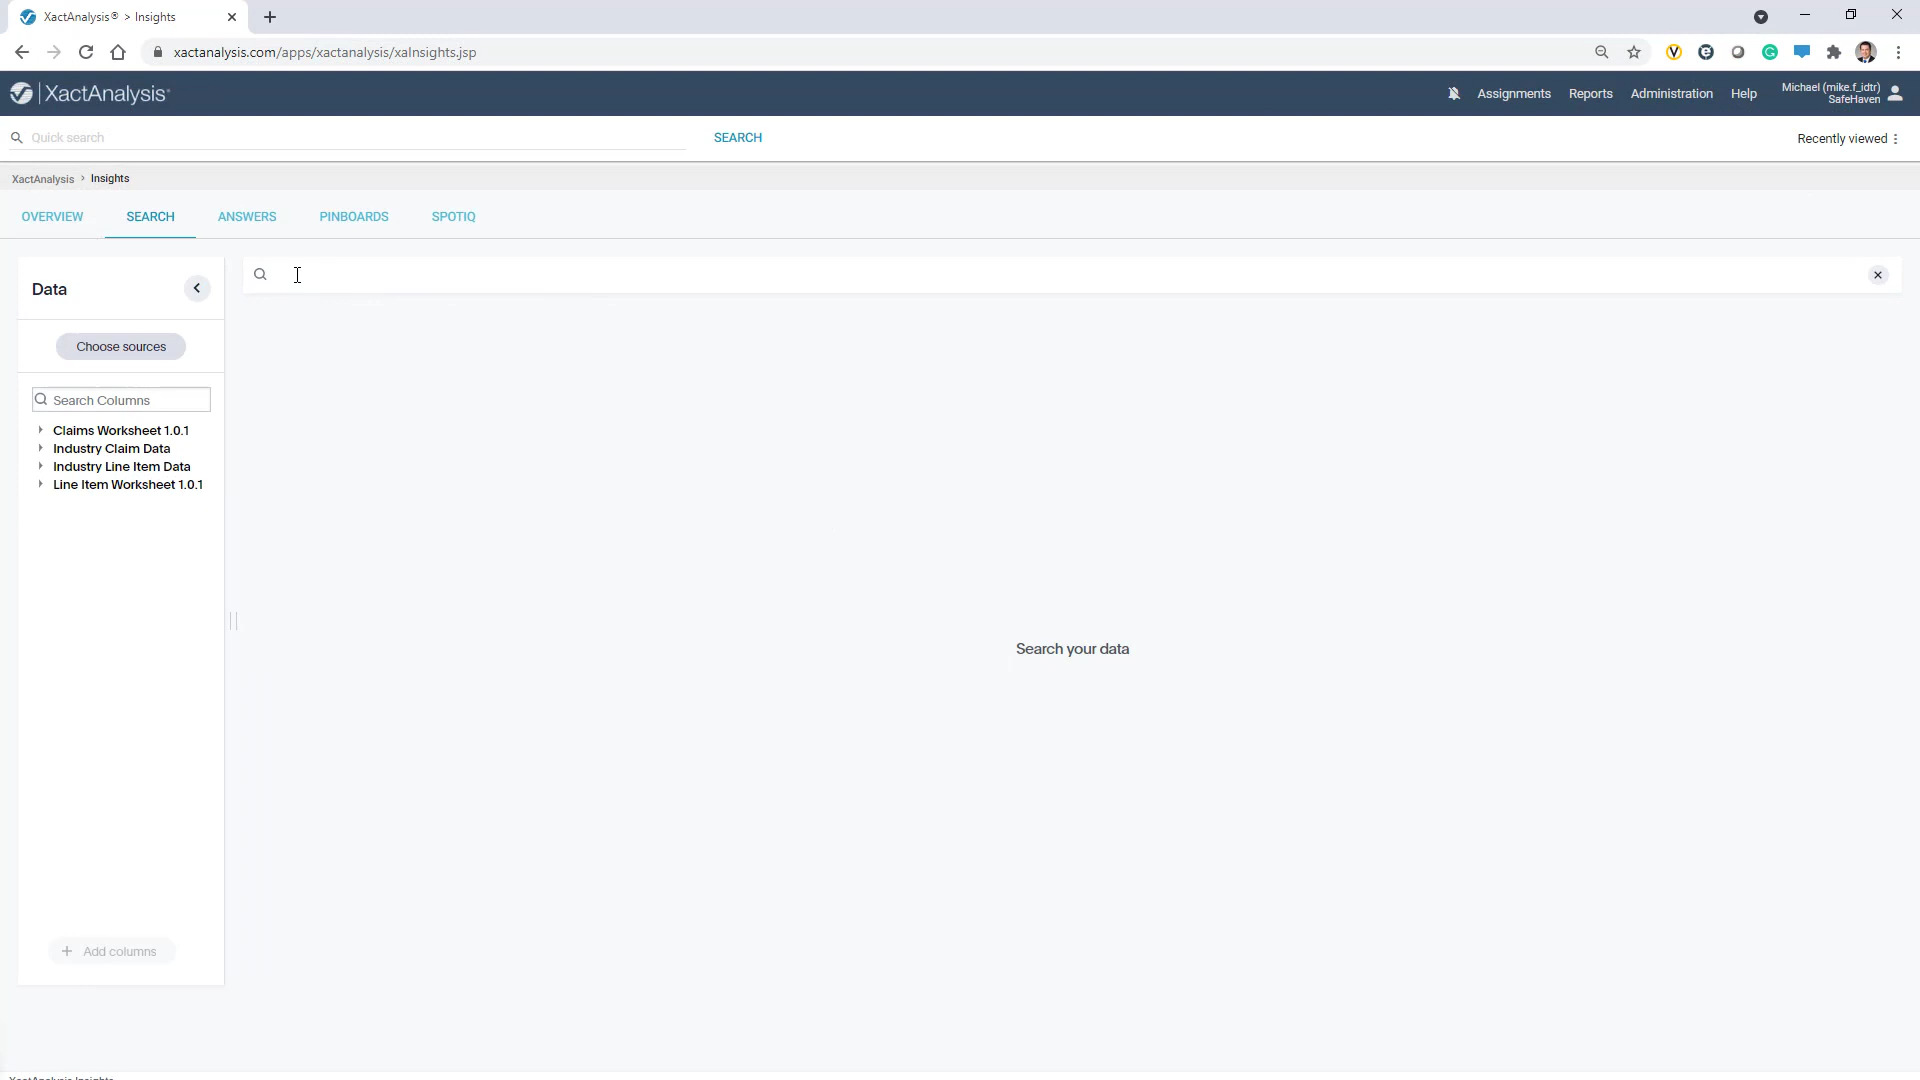 XactAnalysis® > Insights
xactanalysis.com/apps/xactanalysis/xaInsights.jsp
XactAnalysis
Assignments
Reports
Administration
Help
Michael (mike.f_idtr)
SafeHaven
Quick search
SEARCH
Recently viewed
XactAnalysis > Insights
OVERVIEW
SEARCH
ANSWERS
PINBOARDS
SPOTIQ
Data
Choose sources
Search Columns
Claims Worksheet 1.0.1
Industry Claim Data
Industry Line Item Data
Line Item Worksheet 1.0.1
Search your data
+ Add columns
XactAnalysis Insights